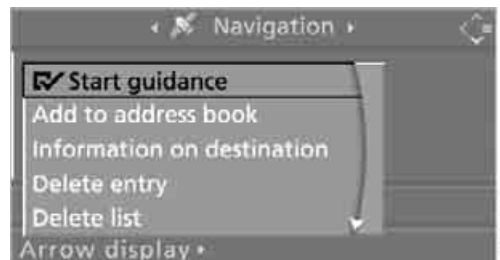 Navigation
Start guidance
Add to address book
Information on destination
Delete entry
Delete list
Arrow display